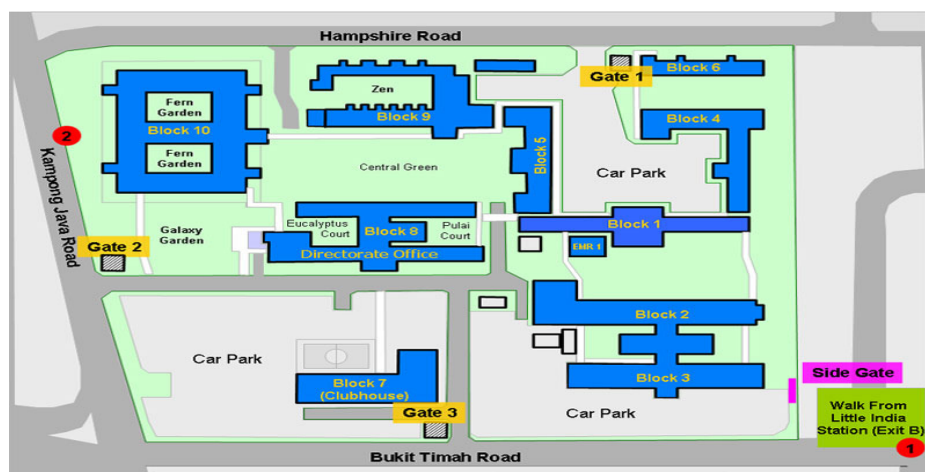 Hampshire Road
Gate 1
Block 6
Zen
Fern
Garden
Block 10
Fern
Garden
Block 9
Block 4
2
Kampong Java Road
Central Green
Block 5
Car Park
Galaxy
Garden
Eucalyptus
Court
Block 8
Pulai
Court
Directorate Office
Block 1
EMR 1
Gate 2
Block 2
Car Park
Block 7
(Clubhouse)
Gate 3
Block 3
Car Park
Side Gate
Walk From
Little India
Station (Exit B)
1
Bukit Timah Road